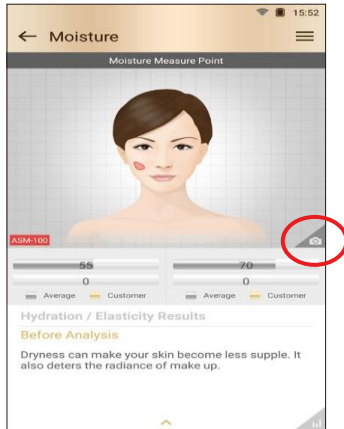 15:52
Moisture
Moisture Measure Point
ASM-100
55 70
0 0
Average Customer Average Customer
Hydration / Elasticity Results
Before Analysis
Dryness can make your skin become less supple. It
also deters the radiance of make up.